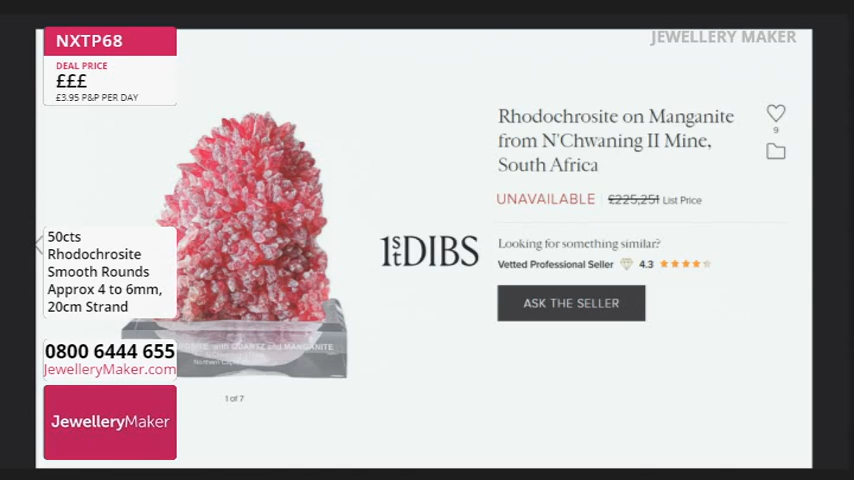 NXTP68
DEAL PRICE
£££
£3.95 P&P PER DAY
JEWELLERY MAKER
Rhodochrosite on Manganite
from N'Chwaning II Mine,
South Africa
9
UNAVAILABLE £225,251 List Price
50cts
Rhodochrosite
Smooth Rounds
Approx 4 to 6mm,
20cm Strand
1stDIBS
Looking for something similar?
Vetted Professional Seller 4.3
ASK THE SELLER
0800 6444 655
JewelleryMaker.com
with QUARTZ and MANGANITE
1 of 7
JewelleryMaker